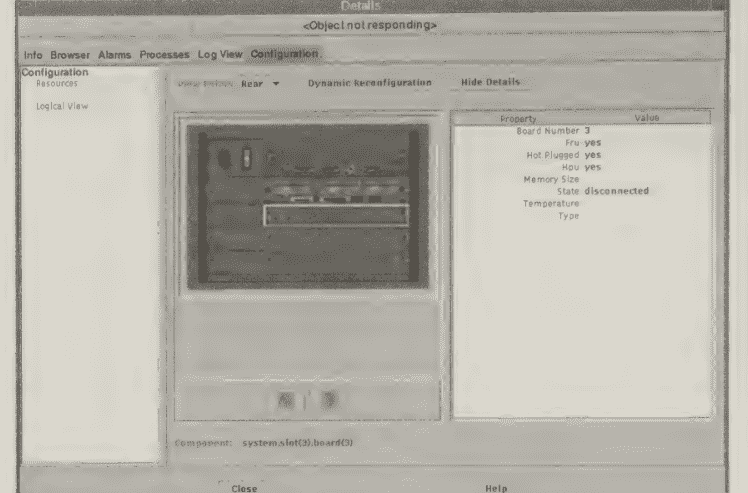 Details
<Object not responding>
Info Browser Alarms Processes Log View Configuration
Configuration
Resources
Logical View
Rear Dynamic Reconfiguration Hide Details
Property Value
Board Number 3
Fru yes
Hot Plugged yes
Hpu yes
Memory Size
State disconnected
Temperature
Type
Component: system.slot(3).board(3)
Close Help